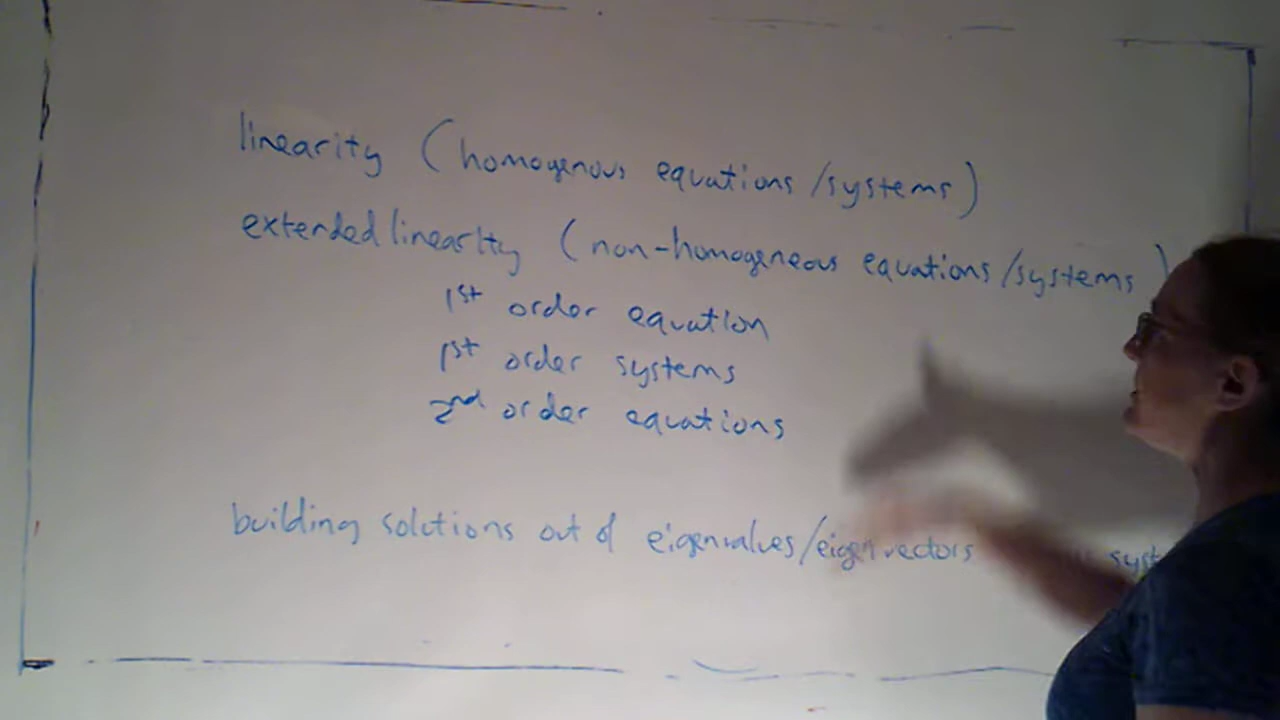 linearity (homogenous equations/systems)
extended linearity (non-homogeneous equations/systems)
1st order equation
1st order systems
2nd order equations
building solutions out of eigenvalues/eigenvectors